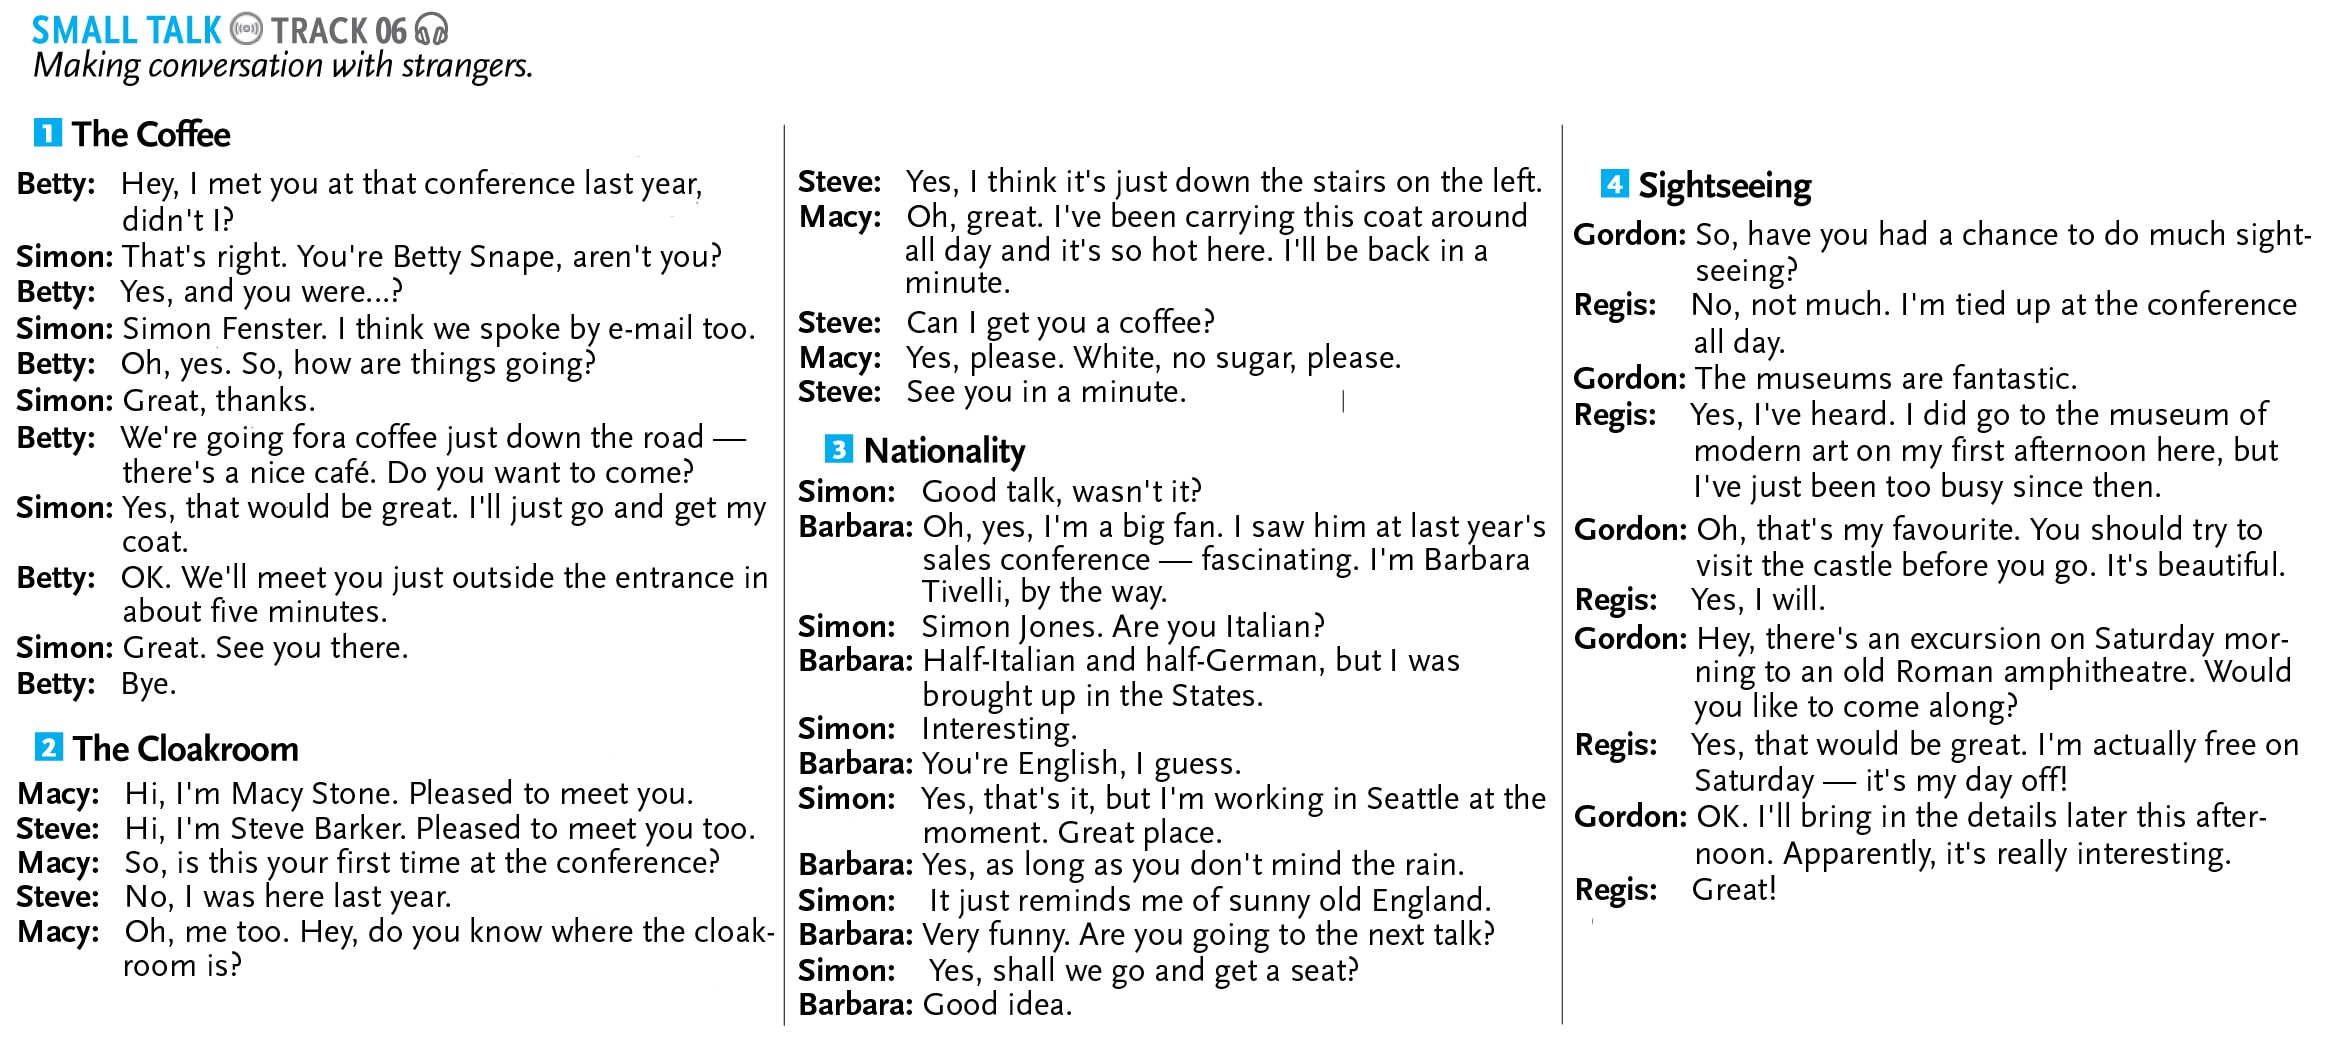 SMALL TALK TRACK 06
Making conversation with strangers.
1 The Coffee
Betty: Hey, I met you at that conference last year,
didn't I?
Simon: That's right. You're Betty Snape, aren't you?
Betty: Yes, and you were...?
Simon: Simon Fenster. I think we spoke by e-mail too.
Betty: Oh, yes. So, how are things going?
Simon: Great, thanks.
Betty: We're going fora coffee just down the road —
there's a nice café. Do you want to come?
Simon: Yes, that would be great. I'll just go and get my
coat.
Betty: OK. We'll meet you just outside the entrance in
about five minutes.
Simon: Great. See you there.
Betty: Bye.
2 The Cloakroom
Macy: Hi, I'm Macy Stone. Pleased to meet you.
Steve: Hi, I'm Steve Barker. Pleased to meet you too.
Macy: So, is this your first time at the conference?
Steve: No, I was here last year.
Macy: Oh, me too. Hey, do you know where the cloak-
room is?
Steve: Yes, I think it's just down the stairs on the left.
Macy: Oh, great. I've been carrying this coat around
all day and it's so hot here. I'll be back in a
minute.
Steve: Can I get you a coffee?
Macy: Yes, please. White, no sugar, please.
Steve: See you in a minute.
3 Nationality
Simon: Good talk, wasn't it?
Barbara: Oh, yes, I'm a big fan. I saw him at last year's
sales conference — fascinating. I'm Barbara
Tivelli, by the way.
Simon: Simon Jones. Are you Italian?
Barbara: Half-Italian and half-German, but I was
brought up in the States.
Simon: Interesting.
Barbara: You're English, I guess.
Simon: Yes, that's it, but I'm working in Seattle at the
moment. Great place.
Barbara: Yes, as long as you don't mind the rain.
Simon: It just reminds me of sunny old England.
Barbara: Very funny. Are you going to the next talk?
Simon: Yes, shall we go and get a seat?
Barbara: Good idea.
4 Sightseeing
Gordon: So, have you had a chance to do much sight-
seeing?
Regis: No, not much. I'm tied up at the conference
all day.
Gordon: The museums are fantastic.
Regis: Yes, I've heard. I did go to the museum of
modern art on my first afternoon here, but
I've just been too busy since then.
Gordon: Oh, that's my favourite. You should try to
visit the castle before you go. It's beautiful.
Regis: Yes, I will.
Gordon: Hey, there's an excursion on Saturday mor-
ning to an old Roman amphitheatre. Would
you like to come along?
Regis: Yes, that would be great. I'm actually free on
Saturday — it's my day off!
Gordon: OK. I'll bring in the details later this after-
noon. Apparently, it's really interesting.
Regis: Great!